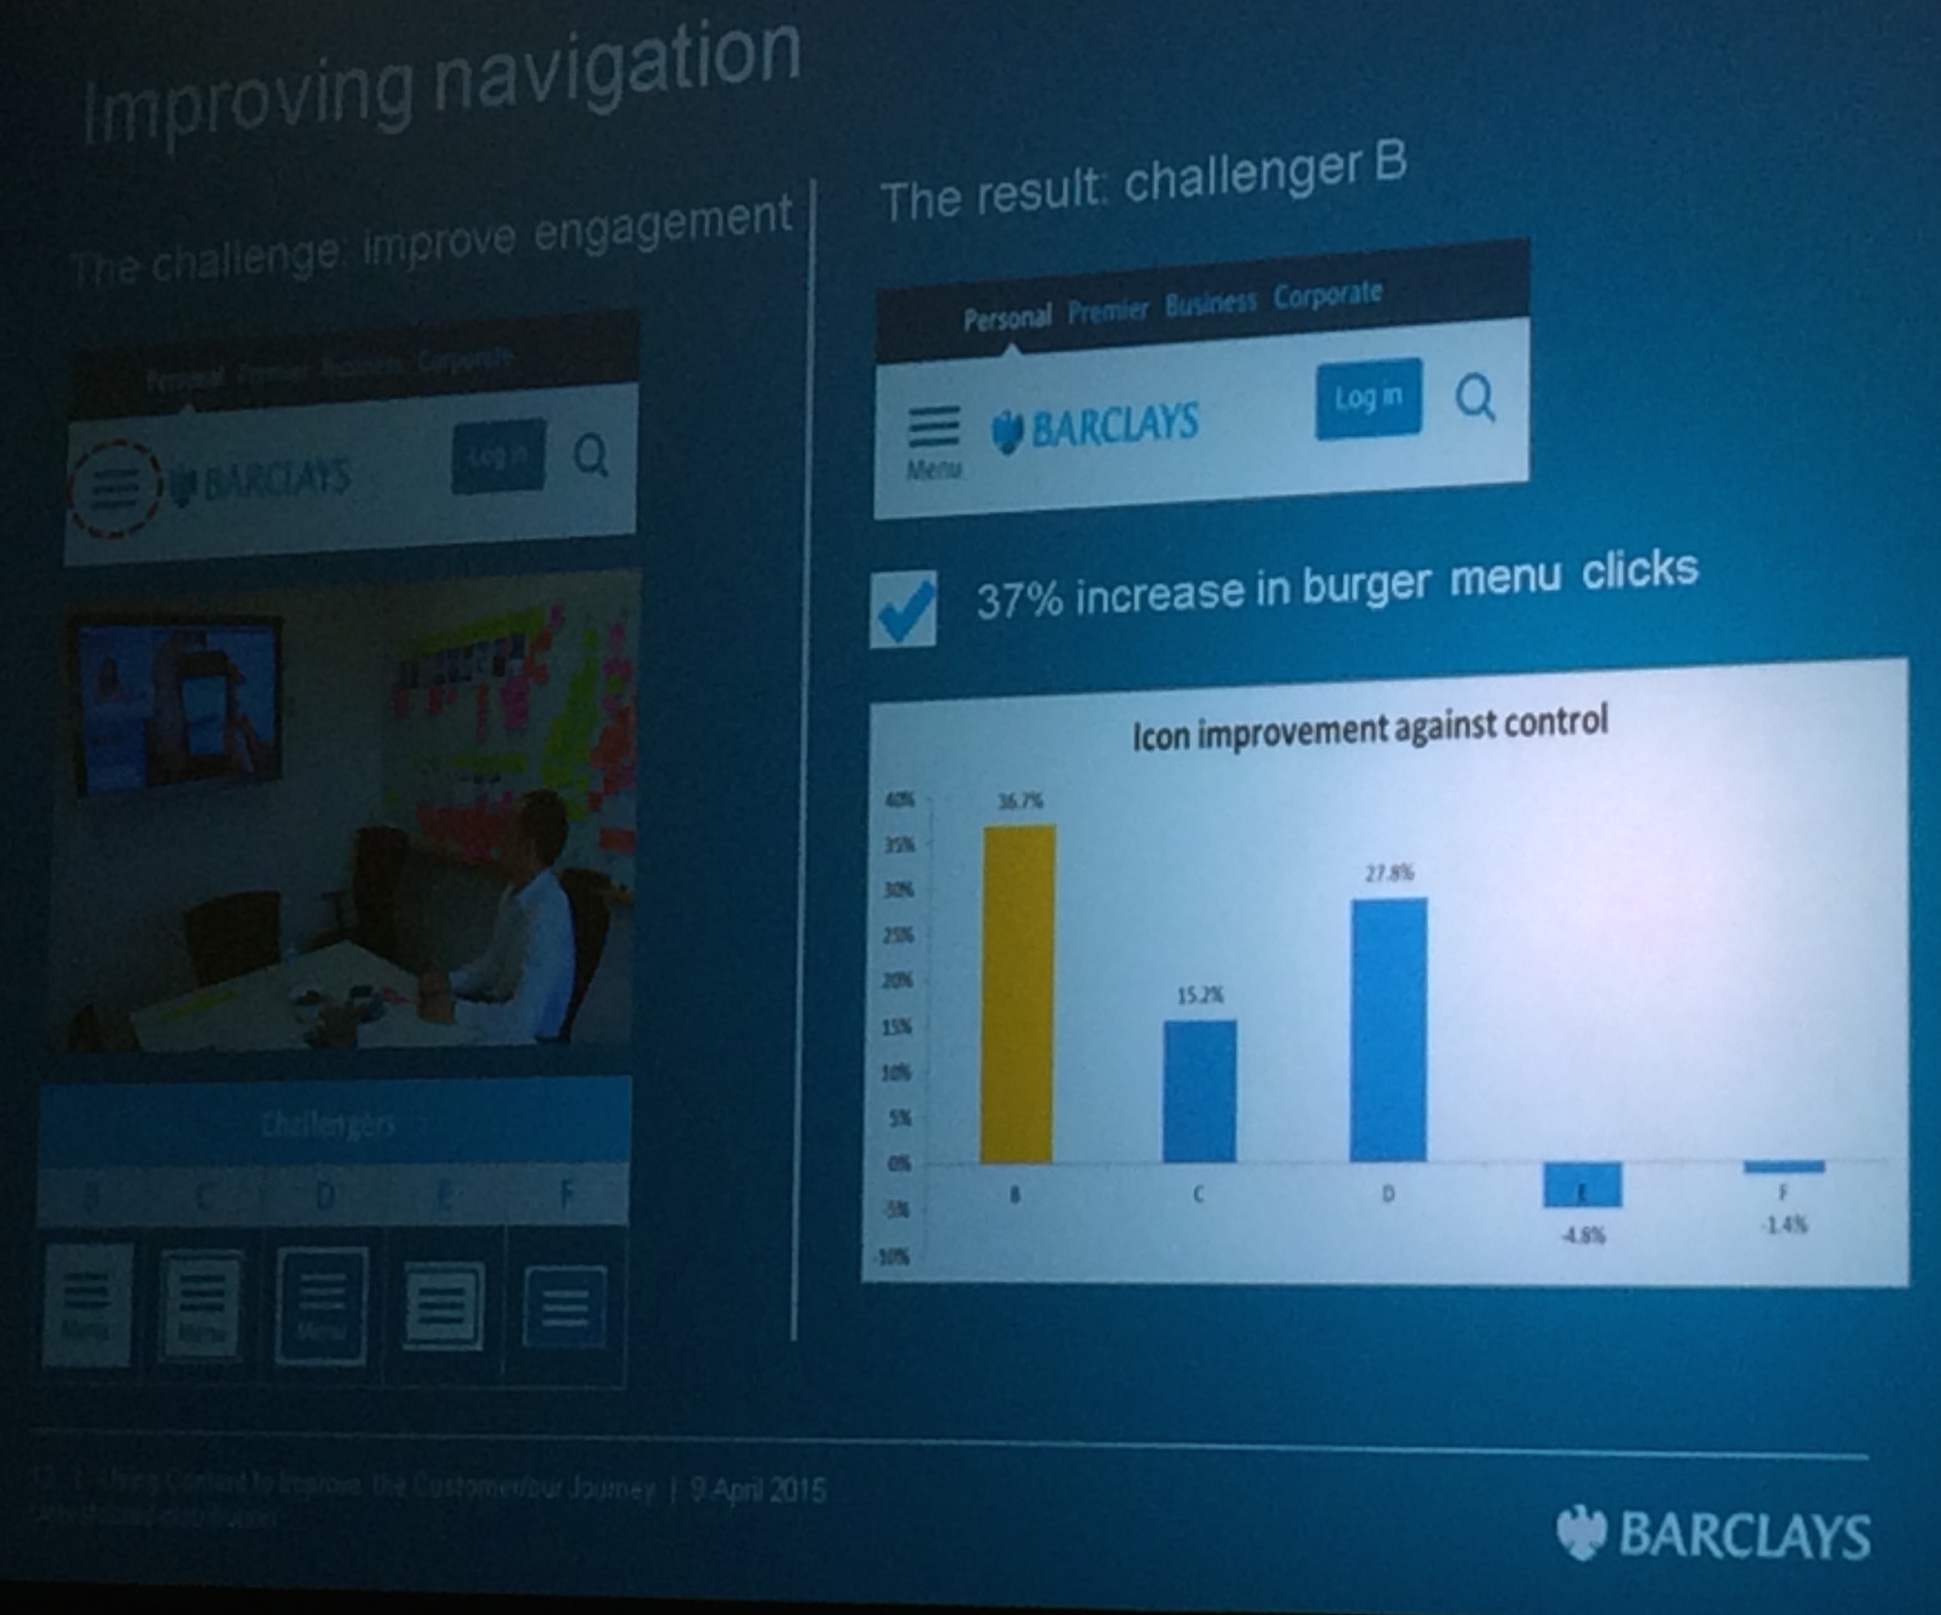 Improving navigation
The challenge: improve engagement
Personal Premier Business Corporate
BARCLAYS
Log in
Challengers
B C D E F
Menu Menu Menu
The result: challenger B
Personal Premier Business Corporate
Menu
BARCLAYS
Log in
37% increase in burger menu clicks
Icon improvement against control
40%
35%
30%
25%
20%
15%
10%
5%
0%
-5%
-10%
36.7%
15.2%
27.8%
-4.8%
-1.4%
B C D E F
12 | Using Content to Improve the Customer/our Journey | 9 April 2015
distribution
BARCLAYS